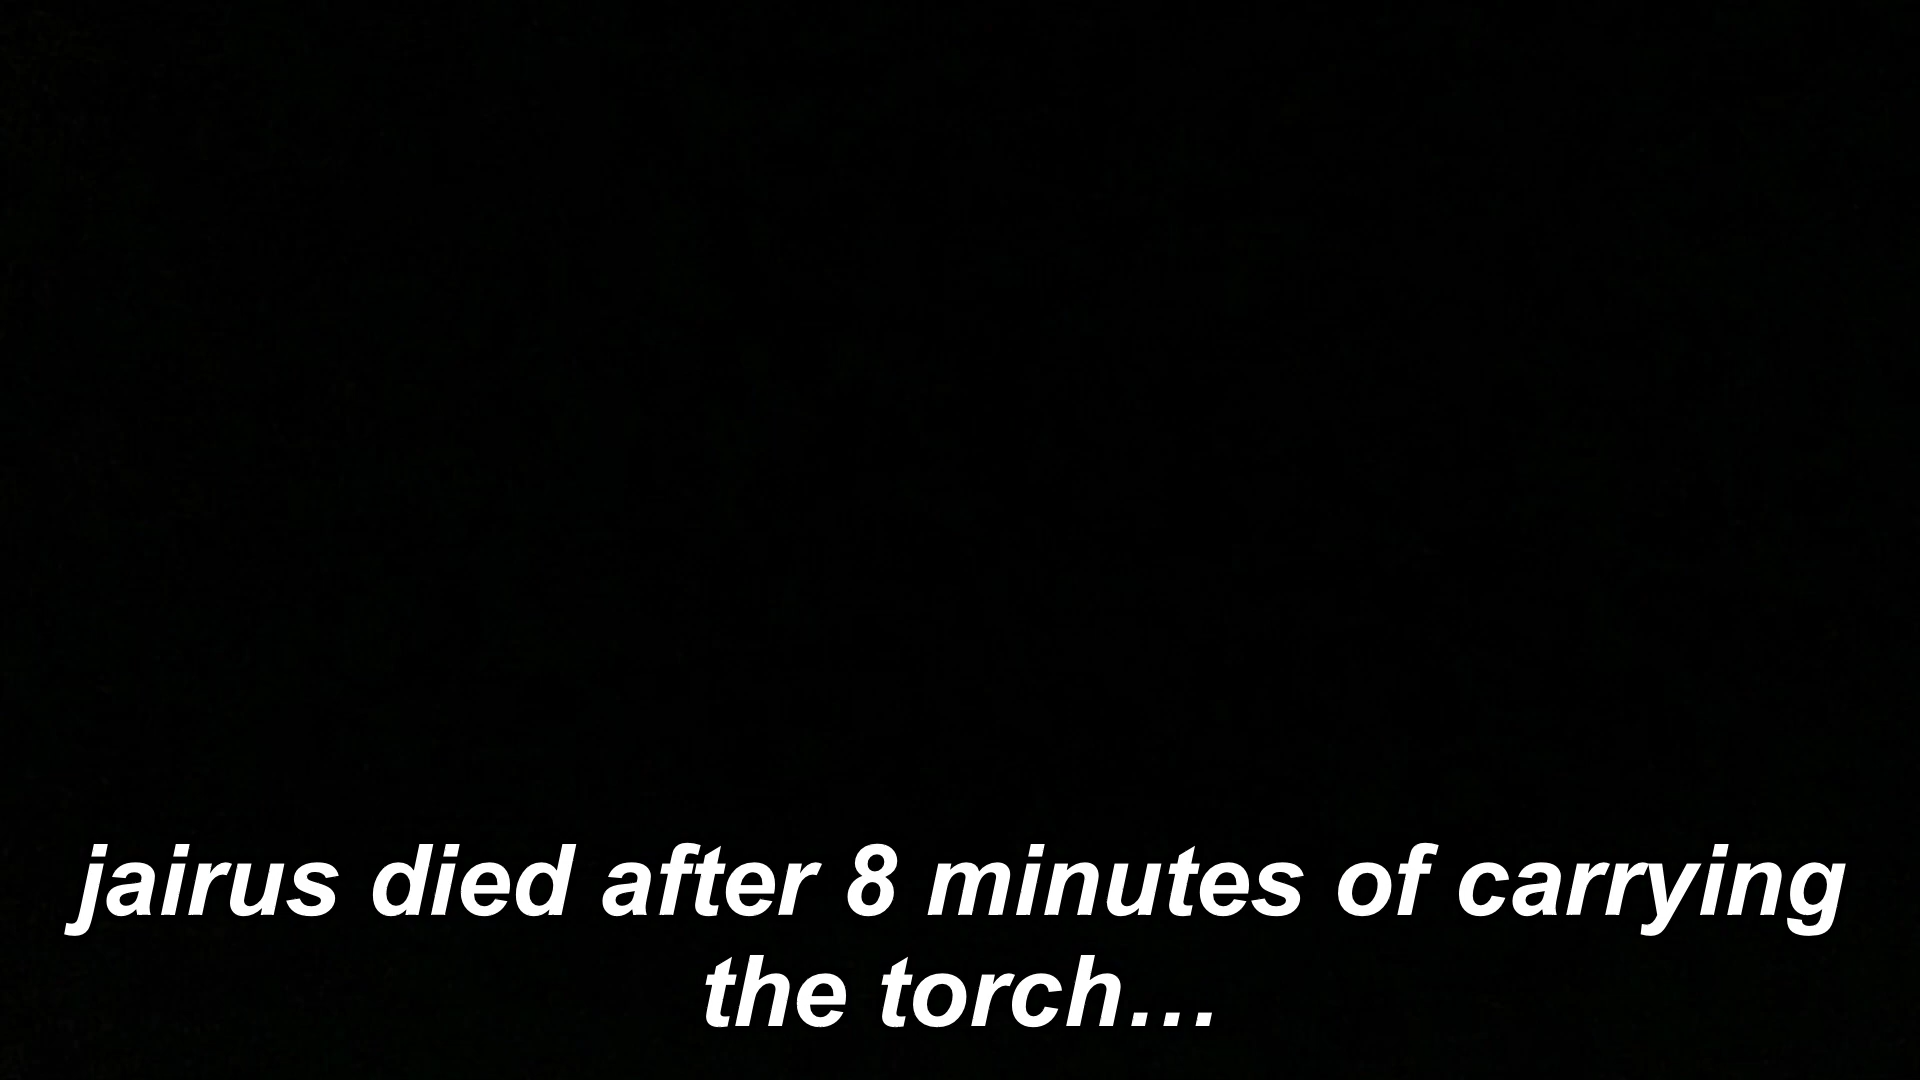 jairus died after 8 minutes of carrying
the torch...